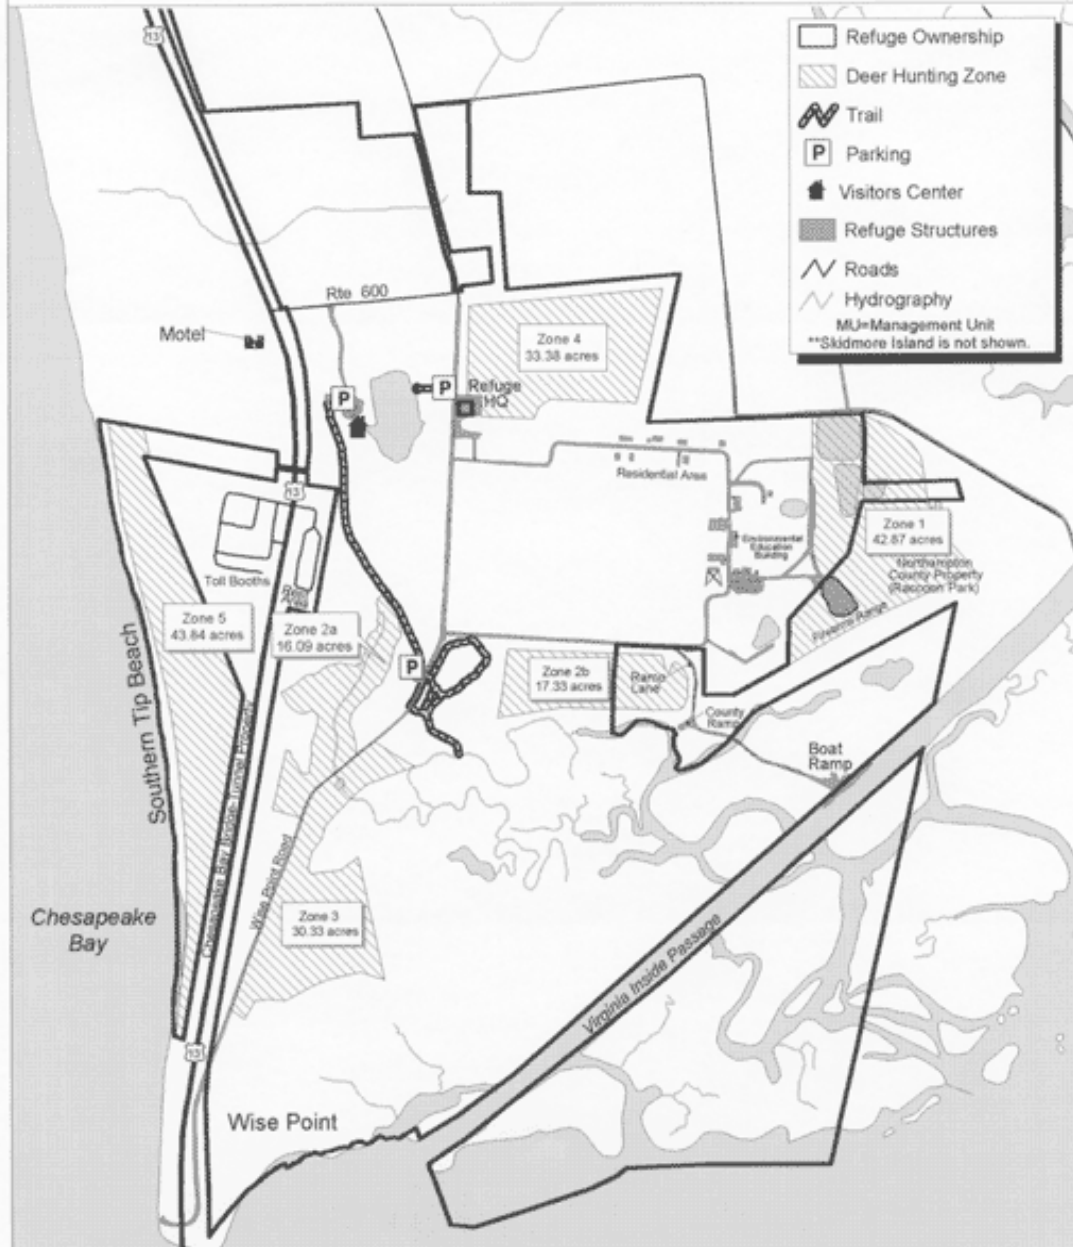 13
Refuge Ownership
Deer Hunting Zone
Trail
P Parking
Visitors Center
Refuge Structures
Roads
Hydrography
MU=Management Unit
**Skidmore Island is not shown.
Rte 600
Motel
Zone 4
33.38 acres
P
P
Refuge
HQ
Residential Area
13
Zone 1
42.87 acres
Environmental
Education
Building
Northampton
County Property
(Racoon Park)
Toll Booths
Firearms Range
Zone 5
43.84 acres
Zone 2a
16.09 acres
P
Zone 2b
17.33 acres
Ramp
Lane
County
Ramp
Boat
Ramp
Southern Tip Beach
Chesapeake Bay Bridge-Tunnel Property
Wise Point Road
Zone 3
30.33 acres
Chesapeake
Bay
Virginia Inside Passage
13
Wise Point